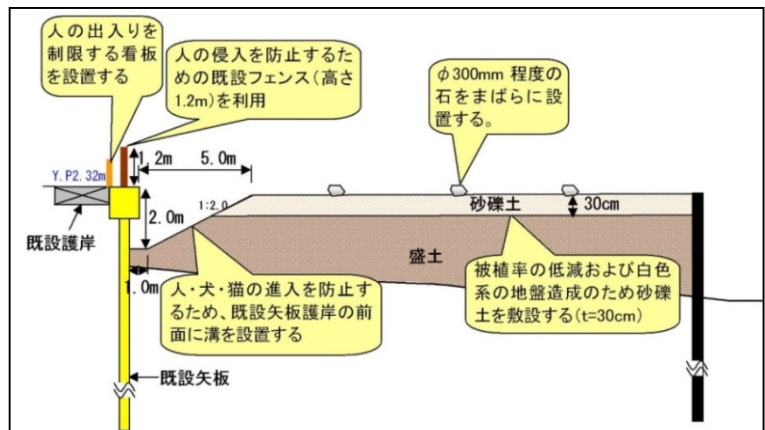 人の出入りを
制限する看板
を設置する
人の侵入を防止するた
めの既設フェンス(高さ
1.2m)を利用
φ300mm 程度の
石をまばらに設
置する。
1.2m
5.0m
Y.P2.32m
1:2.0
2.0m
砂礫土
30cm
既設護岸
盛土
1.0m
人・犬・猫の進入を防止す
るため、既設矢板護岸の前
面に溝を設置する
被植率の低減および白色
系の地盤造成のため砂礫
土を敷設する(t=30cm)
既設矢板